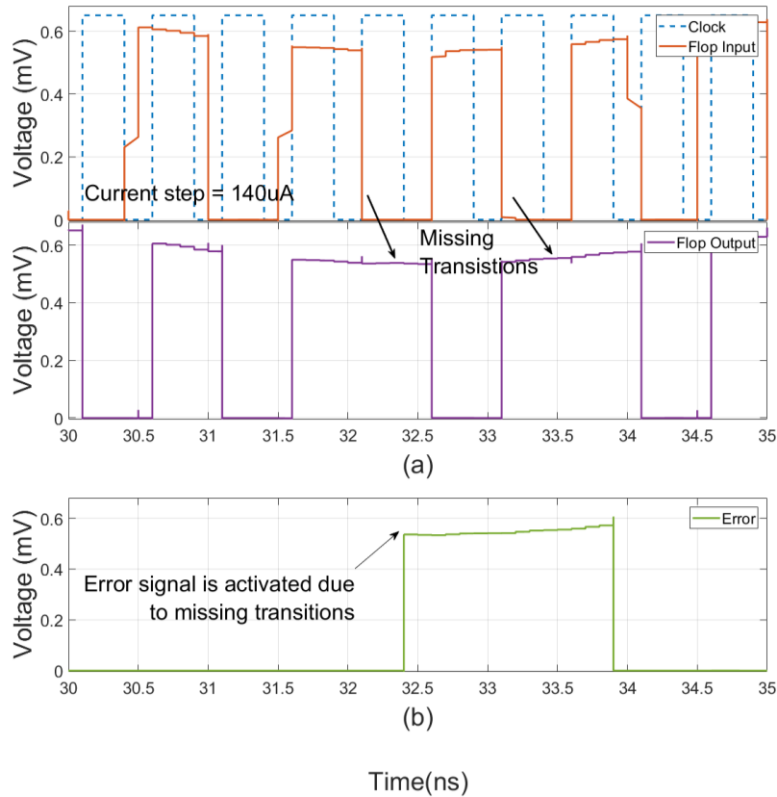 Voltage (mV)
0.6
0.4
0.2
0
Clock
Flop Input
Current step = 140uA
Voltage (mV)
0.6
0.4
0.2
0
Missing
Transistions
Flop Output
30 30.5 31 31.5 32 32.5 33 33.5 34 34.5 35
(a)
Voltage (mV)
0.6
0.4
0.2
0
Error
Error signal is activated due
to missing transitions
30 30.5 31 31.5 32 32.5 33 33.5 34 34.5 35
(b)
Time(ns)